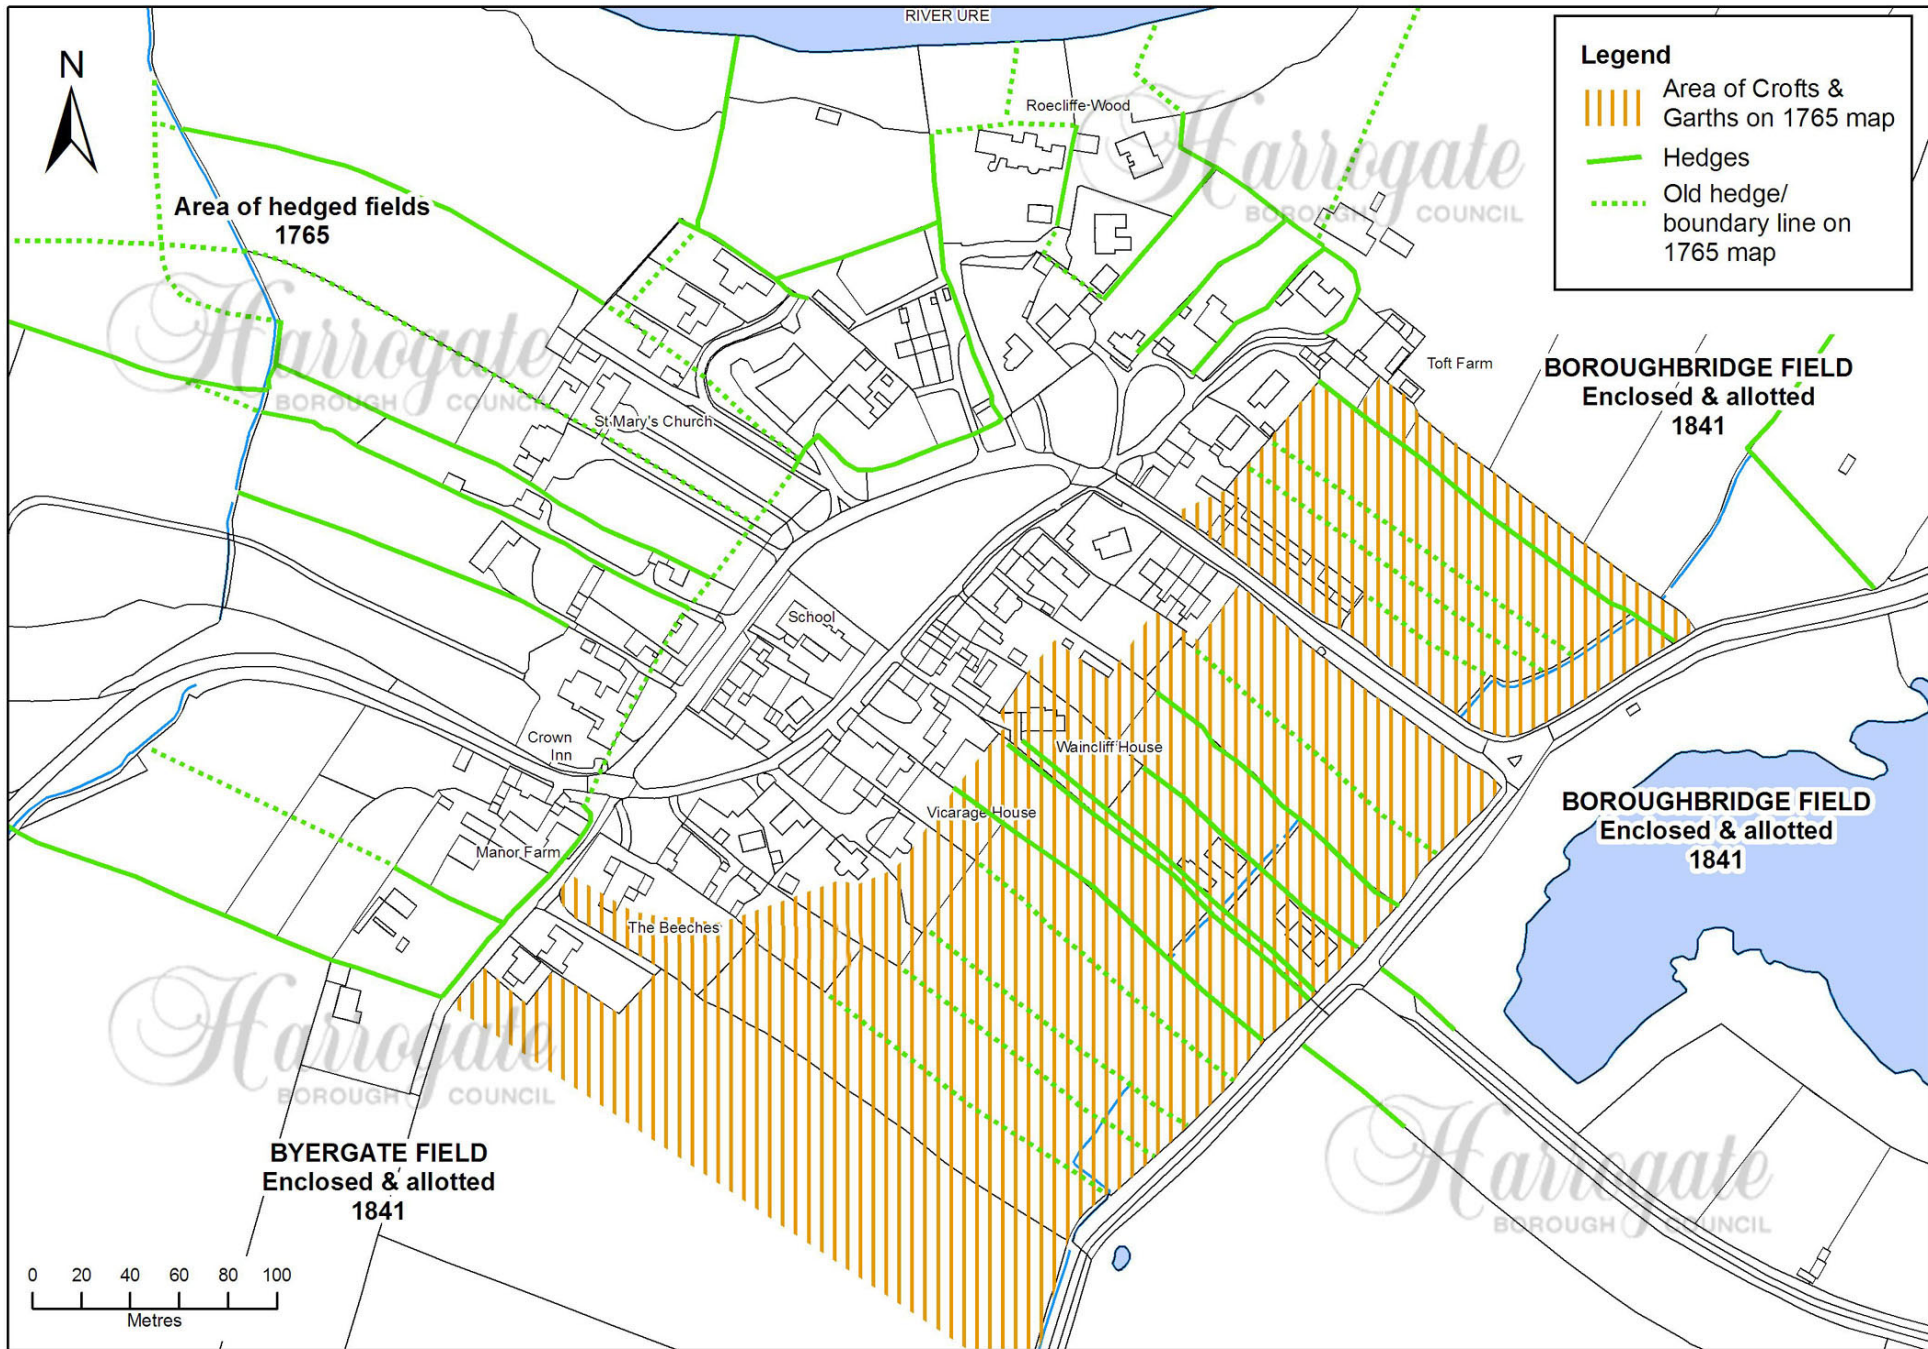 RIVER URE
N
Legend
Area of Crofts &
Garths on 1765 map
Hedges
Old hedge/
boundary line on
1765 map
Roecliffe-Wood
Harrogate
BOROUGH COUNCIL
Area of hedged fields
1765
Harrogate
BOROUGH COUNCIL
Toft Farm
BOROUGHBRIDGE FIELD
Enclosed & allotted
1841
St Mary's Church
School
Crown
Inn
Waincliff House
Vicarage House
BOROUGHBRIDGE FIELD
Enclosed & allotted
1841
Manor Farm
The Beeches
Harrogate
BOROUGH COUNCIL
Harrogate
BOROUGH COUNCIL
BYERGATE FIELD
Enclosed & allotted
1841
0 20 40 60 80 100
Metres